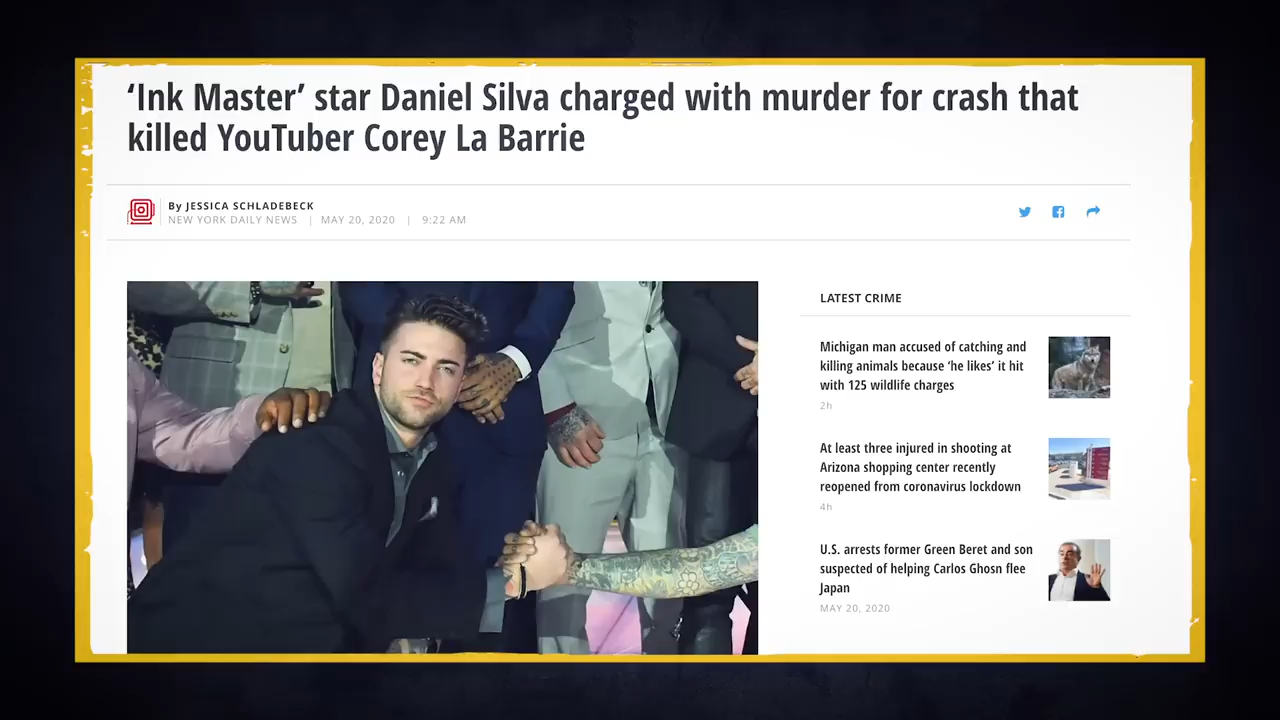 ‘Ink Master’ star Daniel Silva charged with murder for crash that
killed YouTuber Corey La Barrie
By JESSICA SCHLADEBECK
NEW YORK DAILY NEWS | MAY 20, 2020 | 9:22 AM
LATEST CRIME
Michigan man accused of catching and
killing animals because ‘he likes’ it hit
with 125 wildlife charges
2h
At least three injured in shooting at
Arizona shopping center recently
reopened from coronavirus lockdown
4h
U.S. arrests former Green Beret and son
suspected of helping Carlos Ghosn flee
Japan
MAY 20, 2020